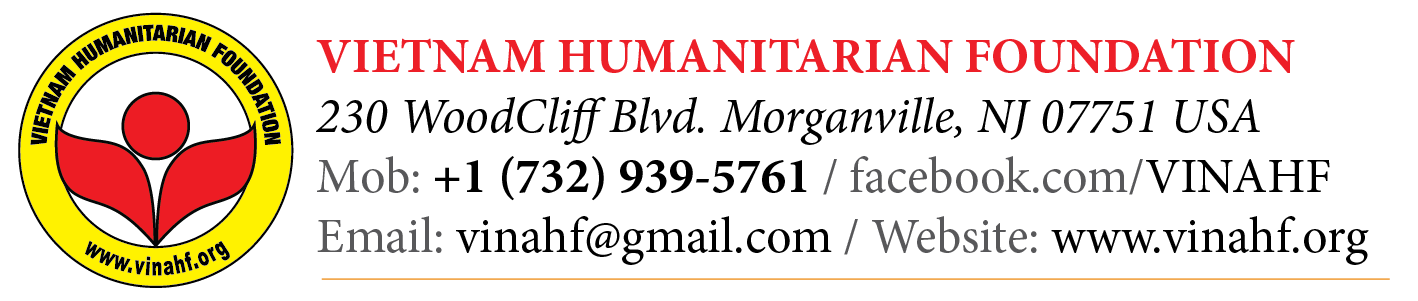 VIETNAM HUMANITARIAN FOUNDATION
www.vinahf.org
VIETNAM HUMANITARIAN FOUNDATION
230 WoodCliff Blvd. Morganville, NJ 07751 USA
Mob: +1 (732) 939-5761 / facebook.com/VINAHF
Email: vinahf@gmail.com / Website: www.vinahf.org